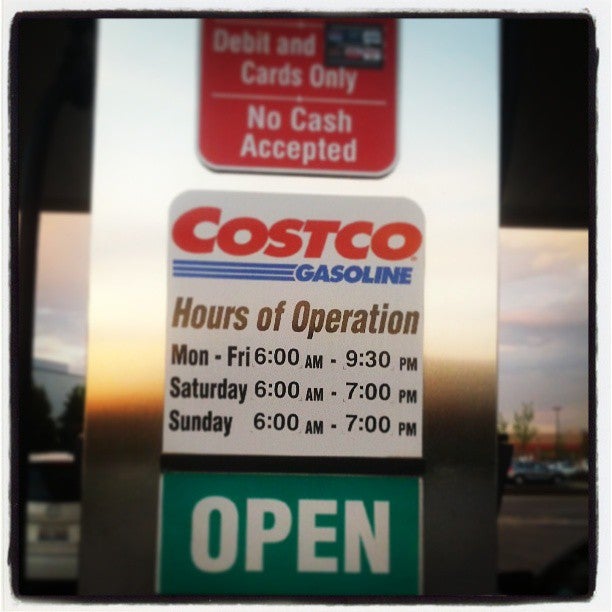 Debit and
Cards Only
No Cash
Accepted
COSTCO
GASOLINE
Hours of Operation
Mon - Fri 6:00 AM - 9:30 PM
Saturday 6:00 AM - 7:00 PM
Sunday 6:00 AM - 7:00 PM
OPEN